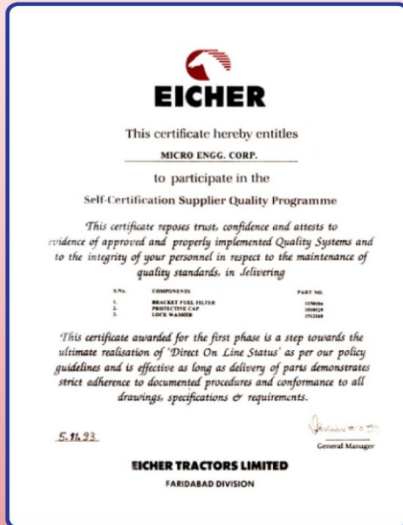 EICHER
This certificate hereby entitles
MICRO ENGG. CORP.
to participate in the
Self-Certification Supplier Quality Programme
This certificate reposes trust, confidence and attests to
evidence of approved and properly implemented Quality Systems and
to the integrity of your personnel in respect to the maintenance of
quality standards, in delivering
S.No. COMPONENTS PART NO.
1. BRACKET FUEL FILTER
2. PROTECTIVE CAP
3. LOCK WASHER
This certificate awarded for the first phase is a step towards the
ultimate realisation of 'Direct On Line Status' as per our policy
guidelines and is effective as long as delivery of parts demonstrates
strict adherence to documented procedures and conformance to all
drawings, specifications & requirements.
5.11.93
General Manager
EICHER TRACTORS LIMITED
FARIDABAD DIVISION